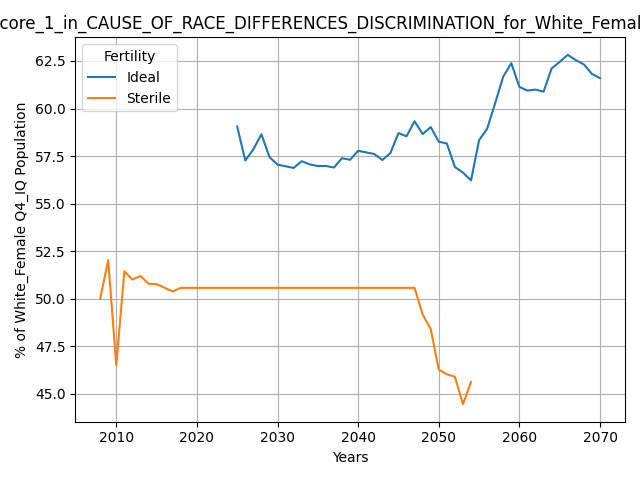 core_1_in_CAUSE_OF_RACE_DIFFERENCES_DISCRIMINATION_for_White_Femal
Fertility
Ideal
Sterile
% of White_Female Q4_IQ Population
62.5
60.0
57.5
55.0
52.5
50.0
47.5
45.0
2010 2020 2030 2040 2050 2060 2070
Years